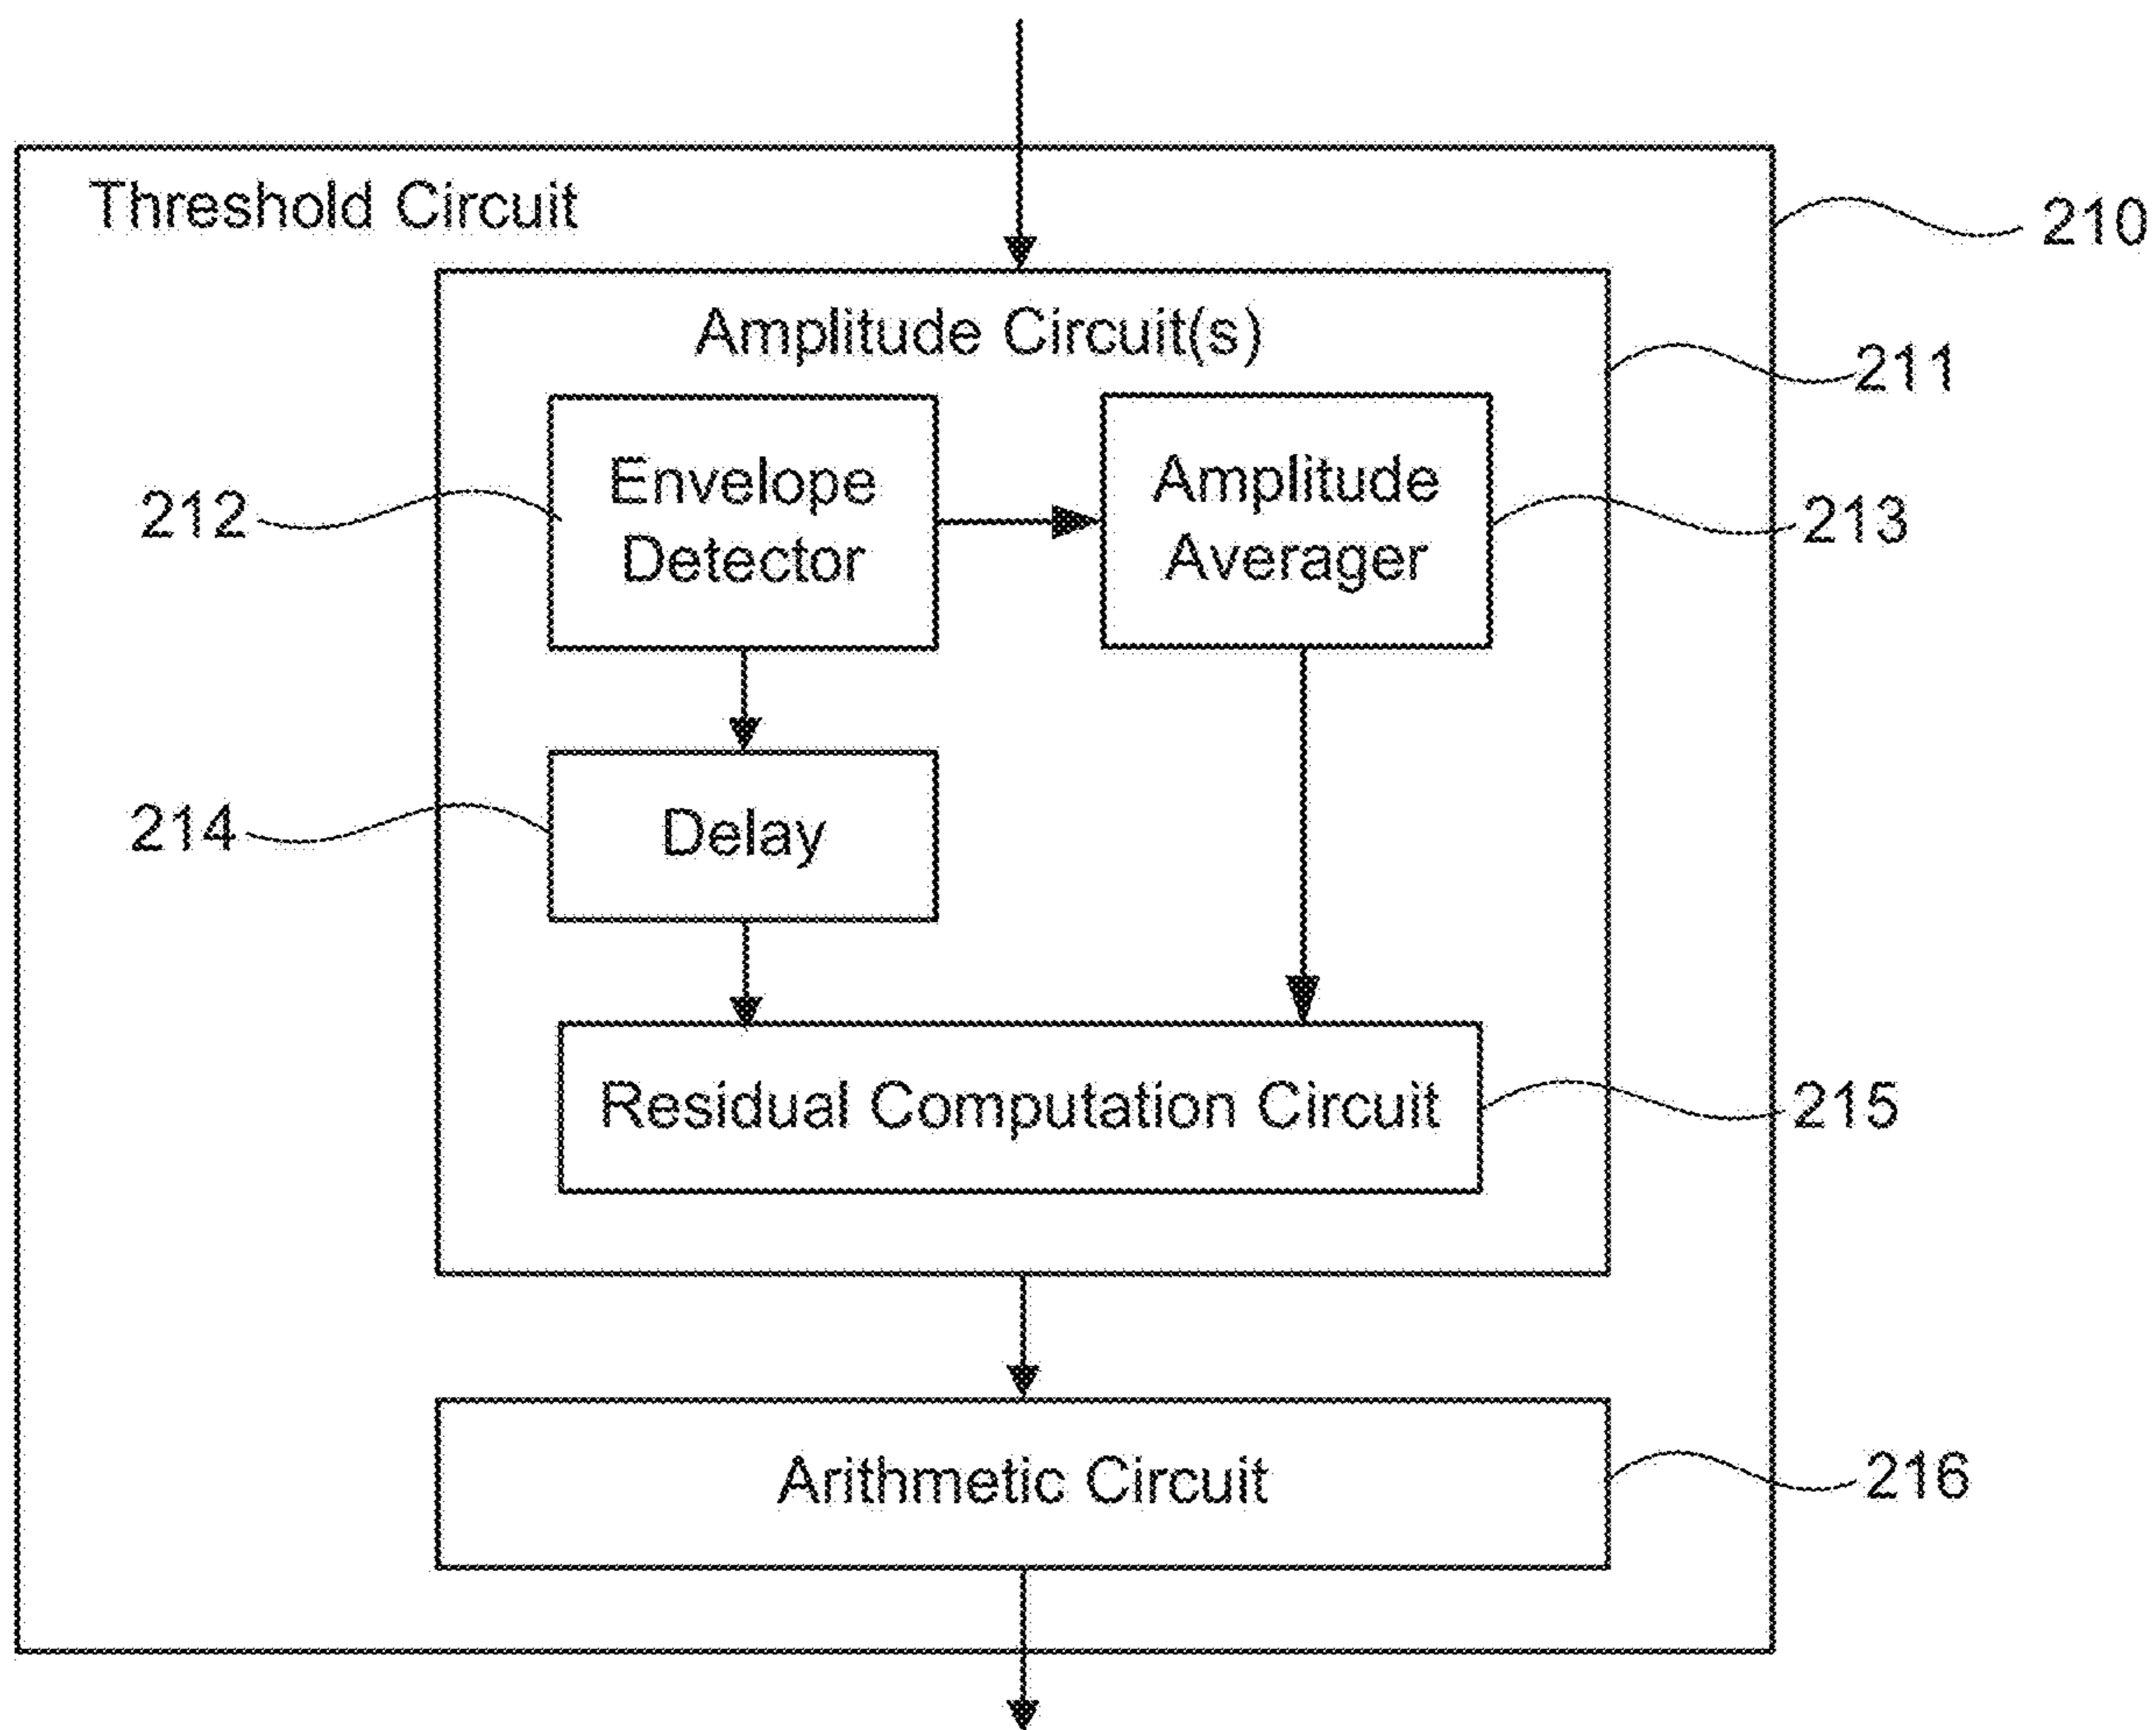 Threshold Circuit
210
Amplitude Circuit(s)
211
Envelope
Detector
212
Amplitude
Averager
213
Delay
214
Residual Computation Circuit
215
Arithmetic Circuit
216